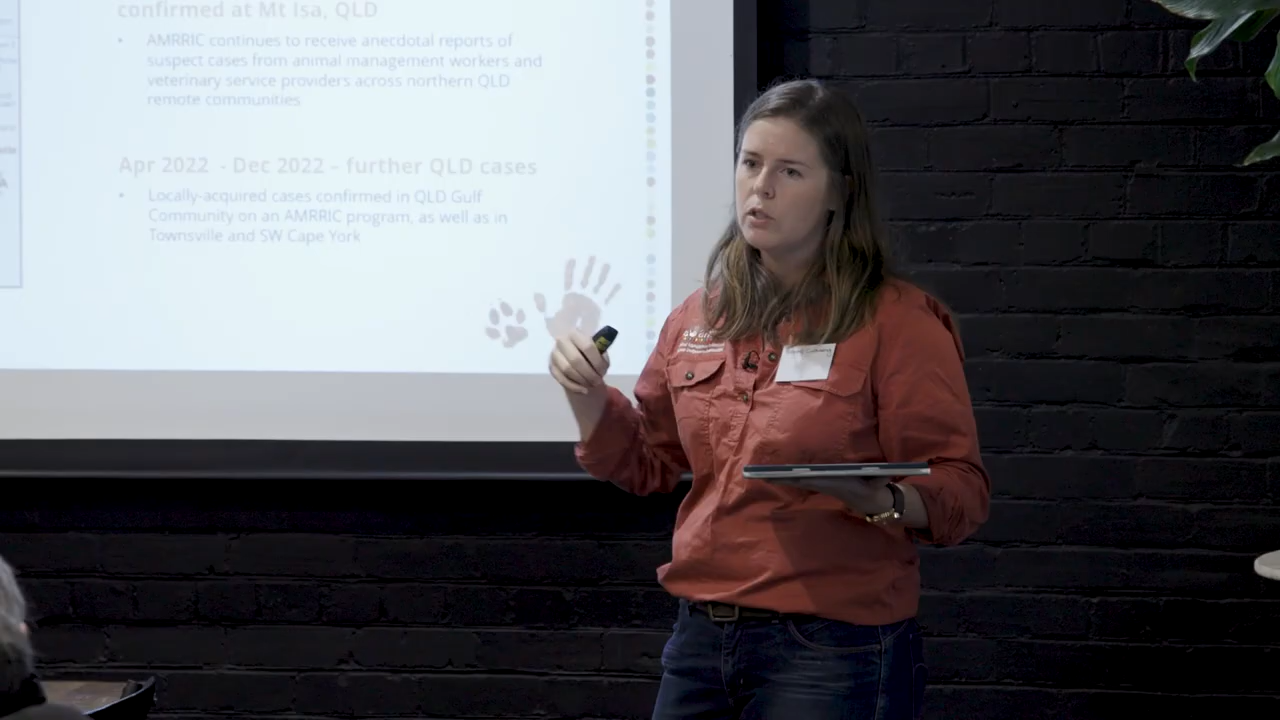 confirmed at Mt Isa, QLD
• AMRRIC continues to receive anecdotal reports of
suspect cases from animal management workers and
veterinary service providers across northern QLD
remote communities
Apr 2022 - Dec 2022 – further QLD cases
• Locally-acquired cases confirmed in QLD Gulf
Community on an AMRRIC program, as well as in
Townsville and SW Cape York